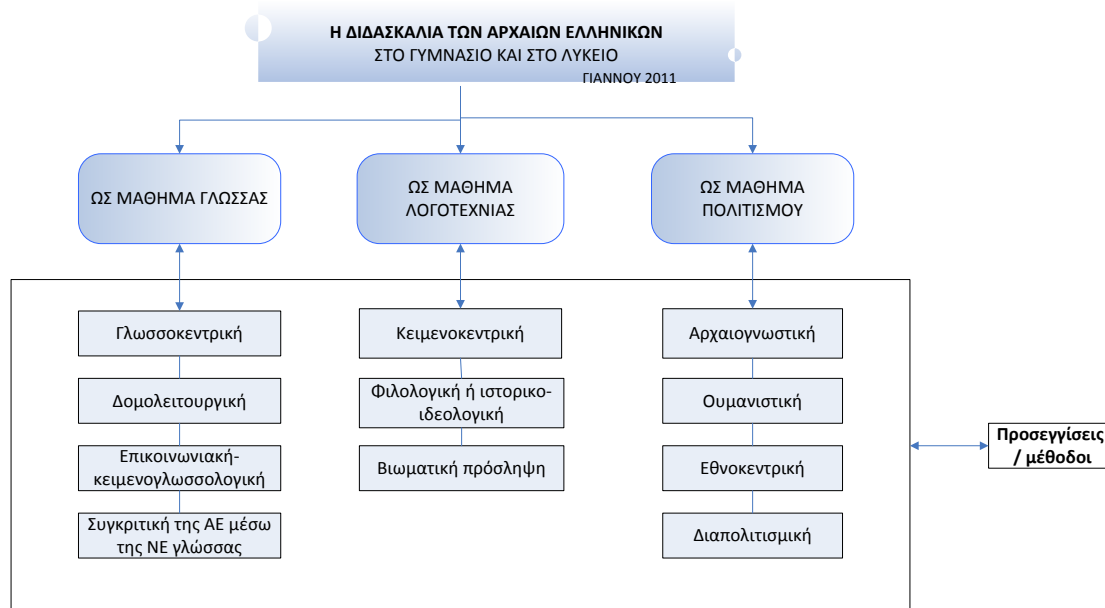 Η ΔΙΔΑΣΚΑΛΙΑ ΤΩΝ ΑΡΧΑΙΩΝ ΕΛΛΗΝΙΚΩΝ
ΣΤΟ ΓΥΜΝΑΣΙΟ ΚΑΙ ΣΤΟ ΛΥΚΕΙΟ
ΓΙΑΝΝΟΥ 2011
ΩΣ ΜΑΘΗΜΑ ΓΛΩΣΣΑΣ
ΩΣ ΜΑΘΗΜΑ
ΛΟΓΟΤΕΧΝΙΑΣ
ΩΣ ΜΑΘΗΜΑ
ΠΟΛΙΤΙΣΜΟΥ
Γλωσσοκεντρική
Δομολειτουργική
Επικοινωνιακή-
κειμενογλωσσολογική
Συγκριτική της ΑΕ μέσω
της ΝΕ γλώσσας
Κειμενοκεντρική
Φιλολογική ή ιστορικο-
ιδεολογική
Βιωματική πρόσληψη
Αρχαιογνωστική
Ουμανιστική
Εθνοκεντρική
Διαπολιτισμική
Προσεγγίσεις
/ μέθοδοι